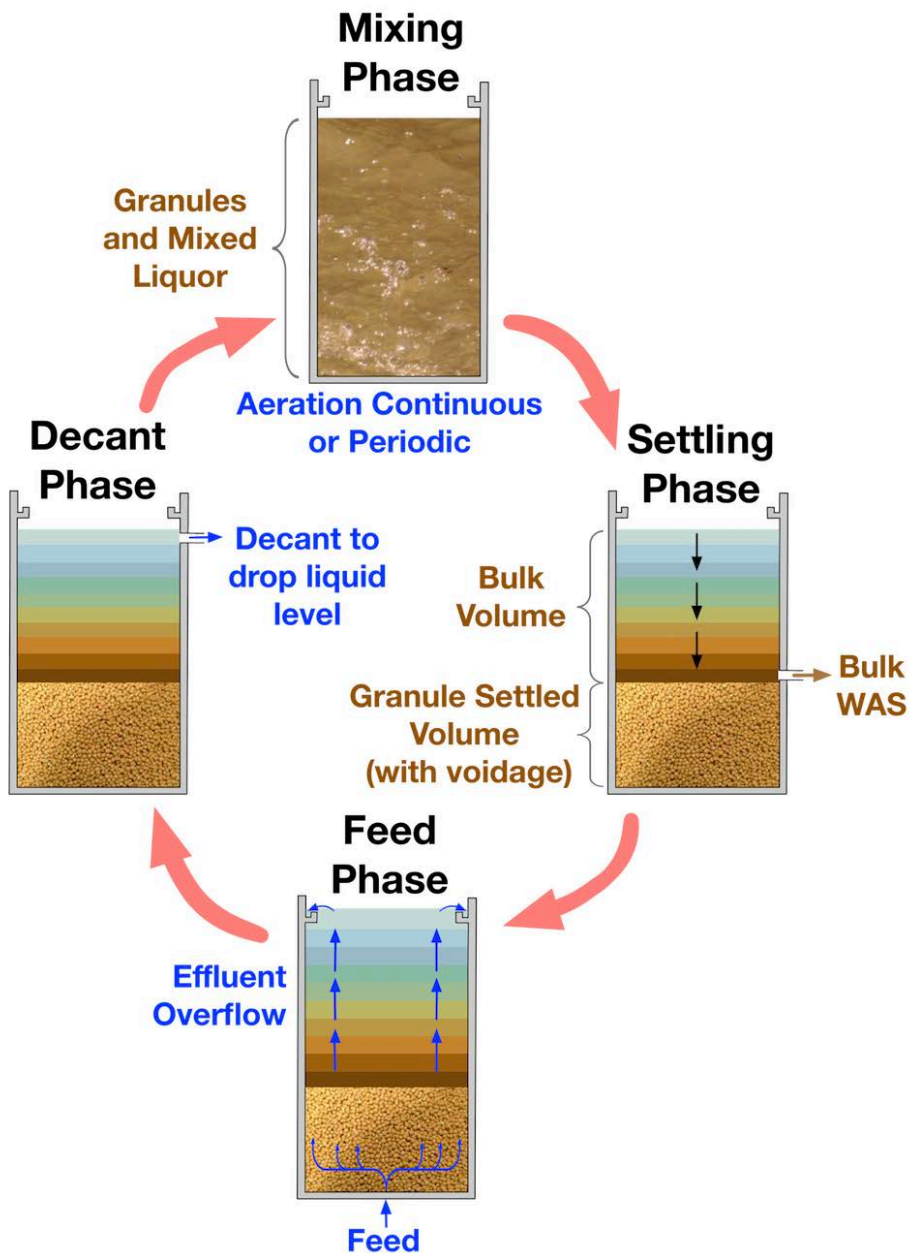 Mixing
Phase
Granules
and Mixed
Liquor
Aeration Continuous
or Periodic
Decant
Phase
Decant to
drop liquid
level
Settling
Phase
Bulk
Volume
Granule Settled
Volume
(with voidage)
Bulk
WAS
Feed
Phase
Effluent
Overflow
Feed